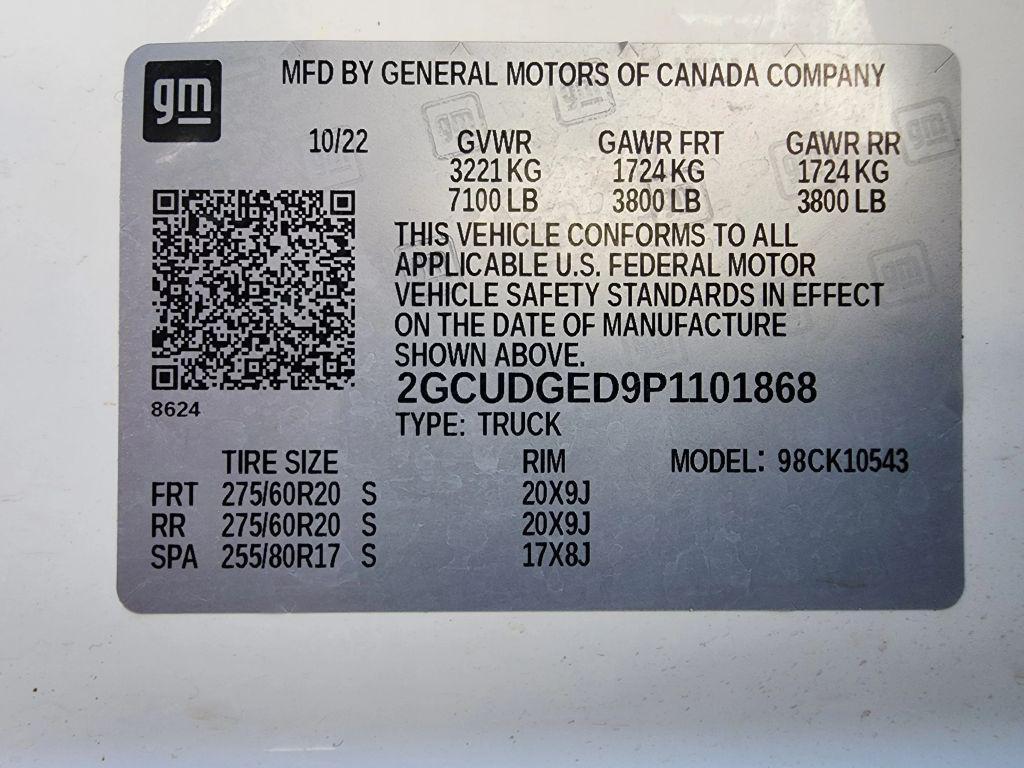 gm
MFD BY GENERAL MOTORS OF CANADA COMPANY
10/22 GVWR GAWR FRT GAWR RR
3221 KG 1724 KG 1724 KG
7100 LB 3800 LB 3800 LB
THIS VEHICLE CONFORMS TO ALL
APPLICABLE U.S. FEDERAL MOTOR
VEHICLE SAFETY STANDARDS IN EFFECT
ON THE DATE OF MANUFACTURE
SHOWN ABOVE.
2GCUDGED9P1101868
8624
TYPE: TRUCK
TIRE SIZE RIM MODEL: 98CK10543
FRT 275/60R20 S 20X9J
RR 275/60R20 S 20X9J
SPA 255/80R17 S 17X8J